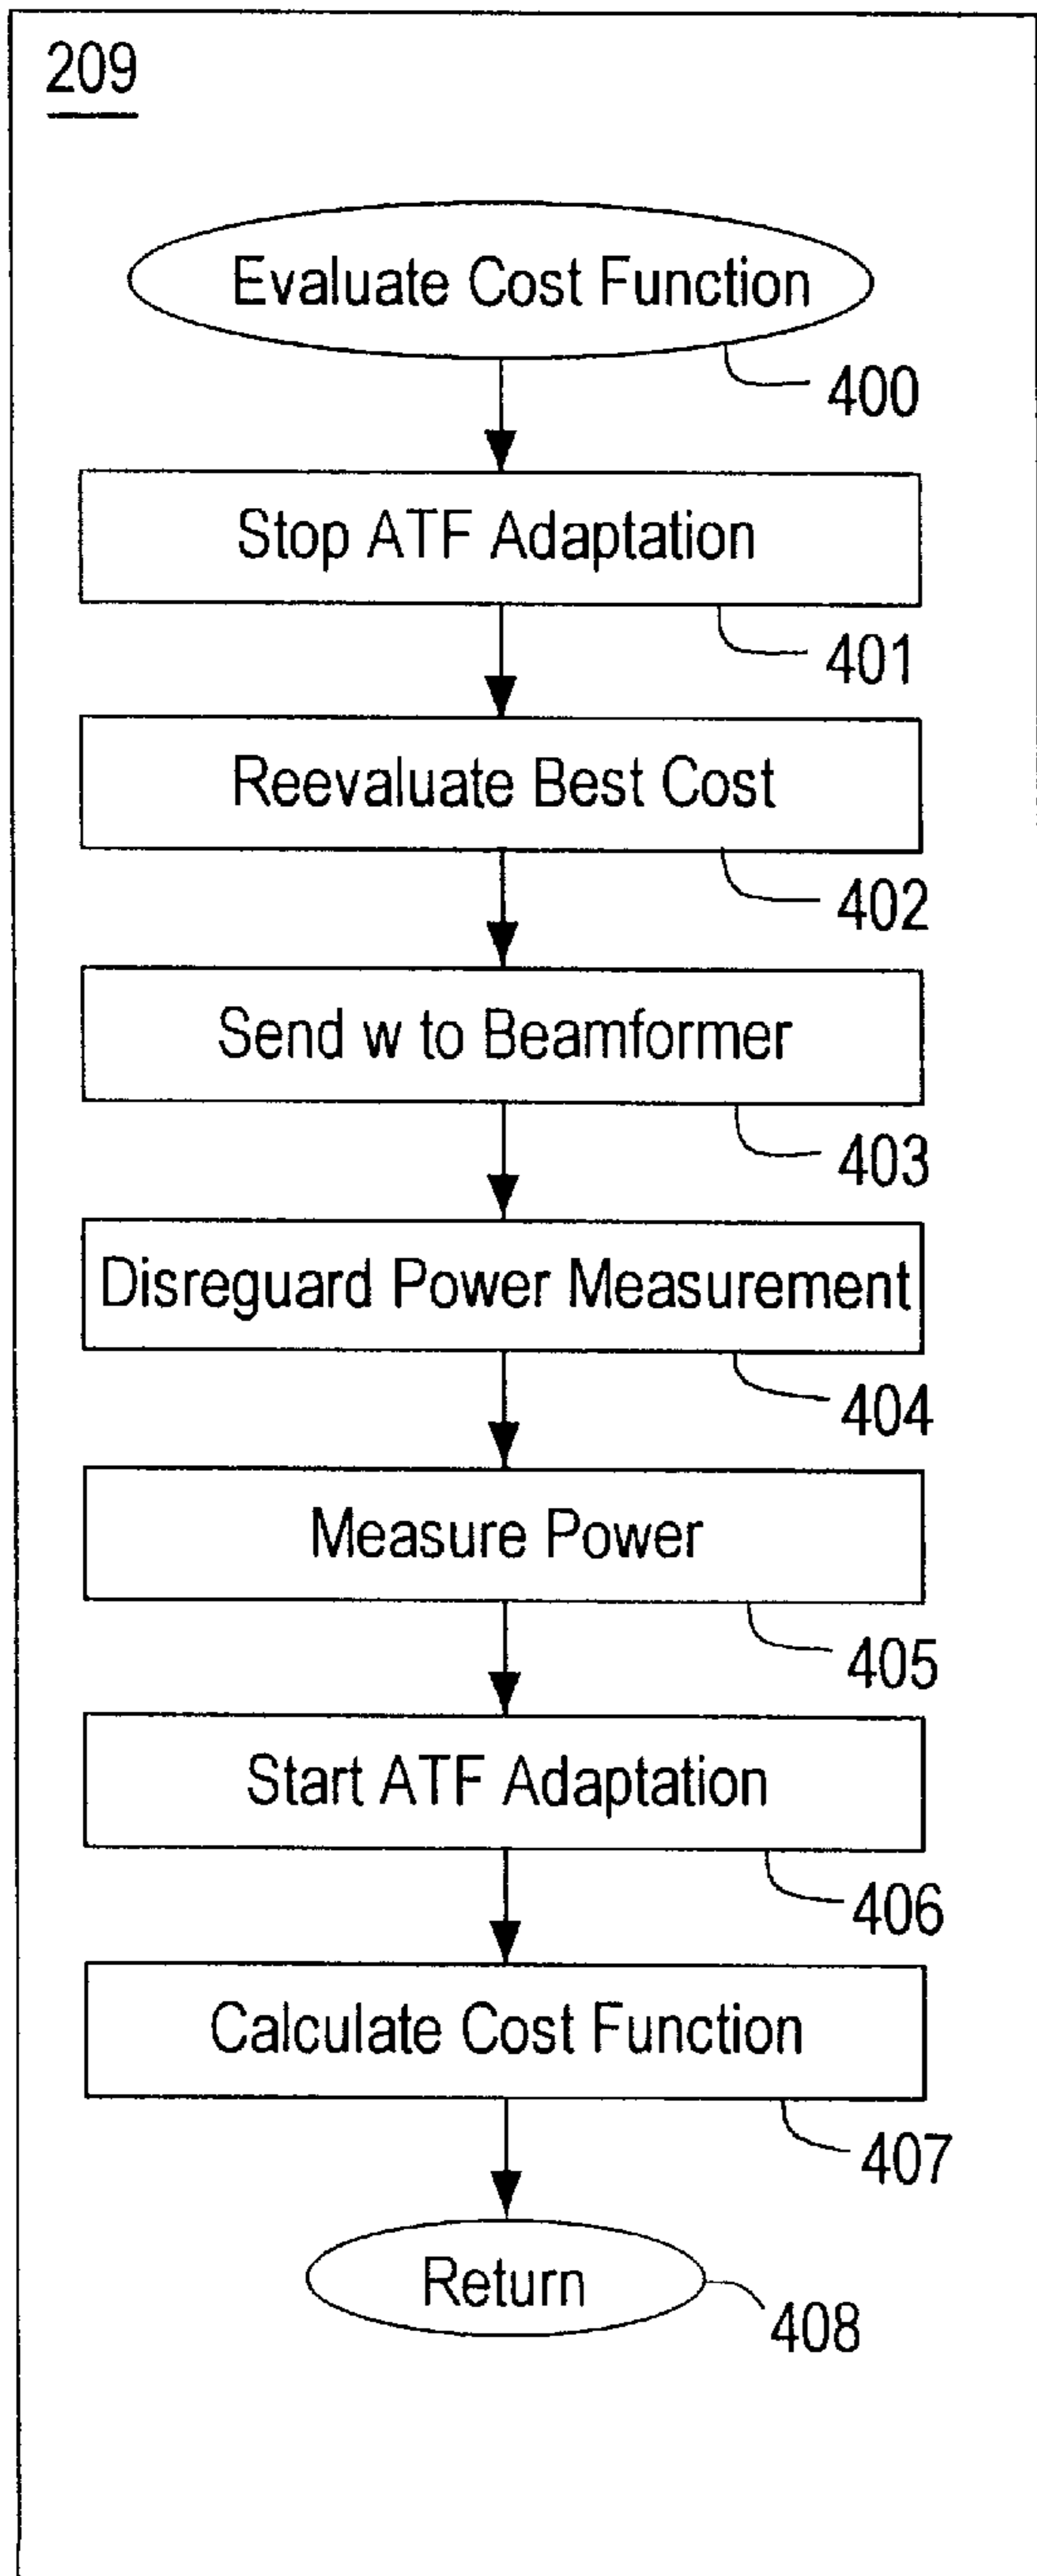 209
Evaluate Cost Function
400
Stop ATF Adaptation
401
Reevaluate Best Cost
402
Send w to Beamformer
403
Disreguard Power Measurement
404
Measure Power
405
Start ATF Adaptation
406
Calculate Cost Function
407
Return
408